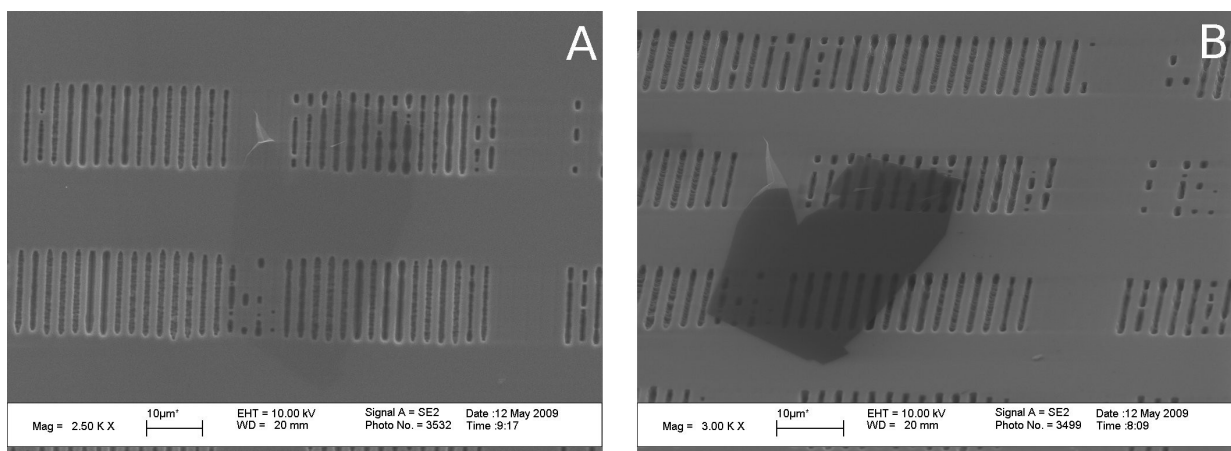 A
B
10µm†
EHT = 10.00 kV
Signal A = SE2
Date :12 May 2009
Mag = 2.50 K X
WD = 20 mm
Photo No. = 3532
Time :9:17
10µm†
EHT = 10.00 kV
Signal A = SE2
Date :12 May 2009
Mag = 3.00 K X
WD = 20 mm
Photo No. = 3499
Time :8:09